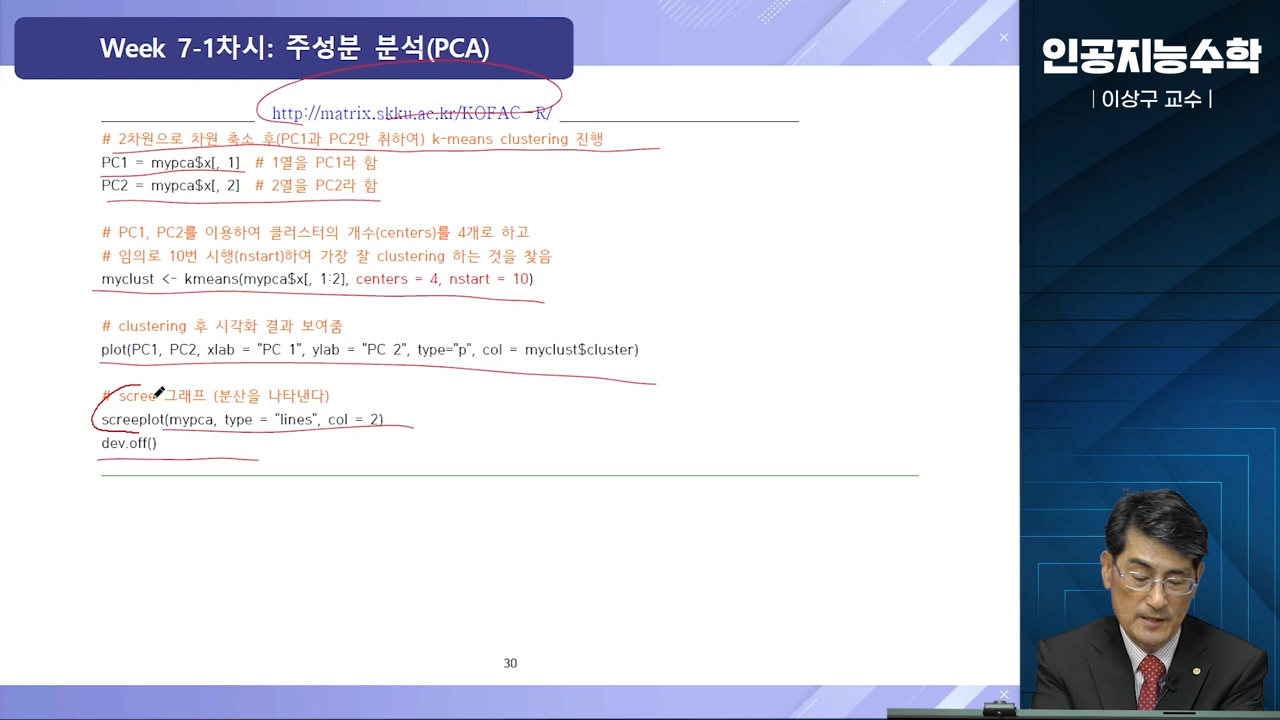 Week 7-1차시: 주성분 분석(PCA)
인공지능수학
| 이상구 교수 |
http://matrix.skku.ac.kr/KOFAC-R/
# 2차원으로 차원 축소 후(PC1과 PC2만 취하여) k-means clustering 진행
PC1 = mypca$x[, 1] # 1열을 PC1라 함
PC2 = mypca$x[, 2] # 2열을 PC2라 함
# PC1, PC2를 이용하여 클러스터의 개수(centers)를 4개로 하고
# 임의로 10번 시행(nstart)하여 가장 잘 clustering 하는 것을 찾음
myclust <- kmeans(mypca$x[, 1:2], centers = 4, nstart = 10)
# clustering 후 시각화 결과 보여줌
plot(PC1, PC2, xlab = "PC 1", ylab = "PC 2", type="p", col = myclust$cluster)
# scree 그래프 (분산을 나타낸다)
screeplot(mypca, type = "lines", col = 2)
dev.off()
30